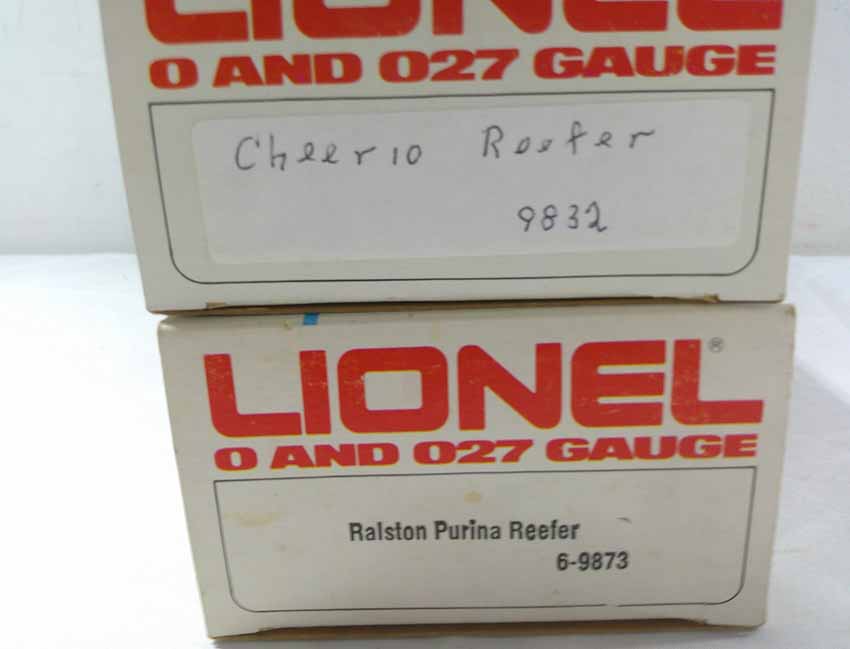 LIONEL
O AND O27 GAUGE
Cheerio Reefer
9832
LIONEL®
O AND O27 GAUGE
Ralston Purina Reefer
6-9873